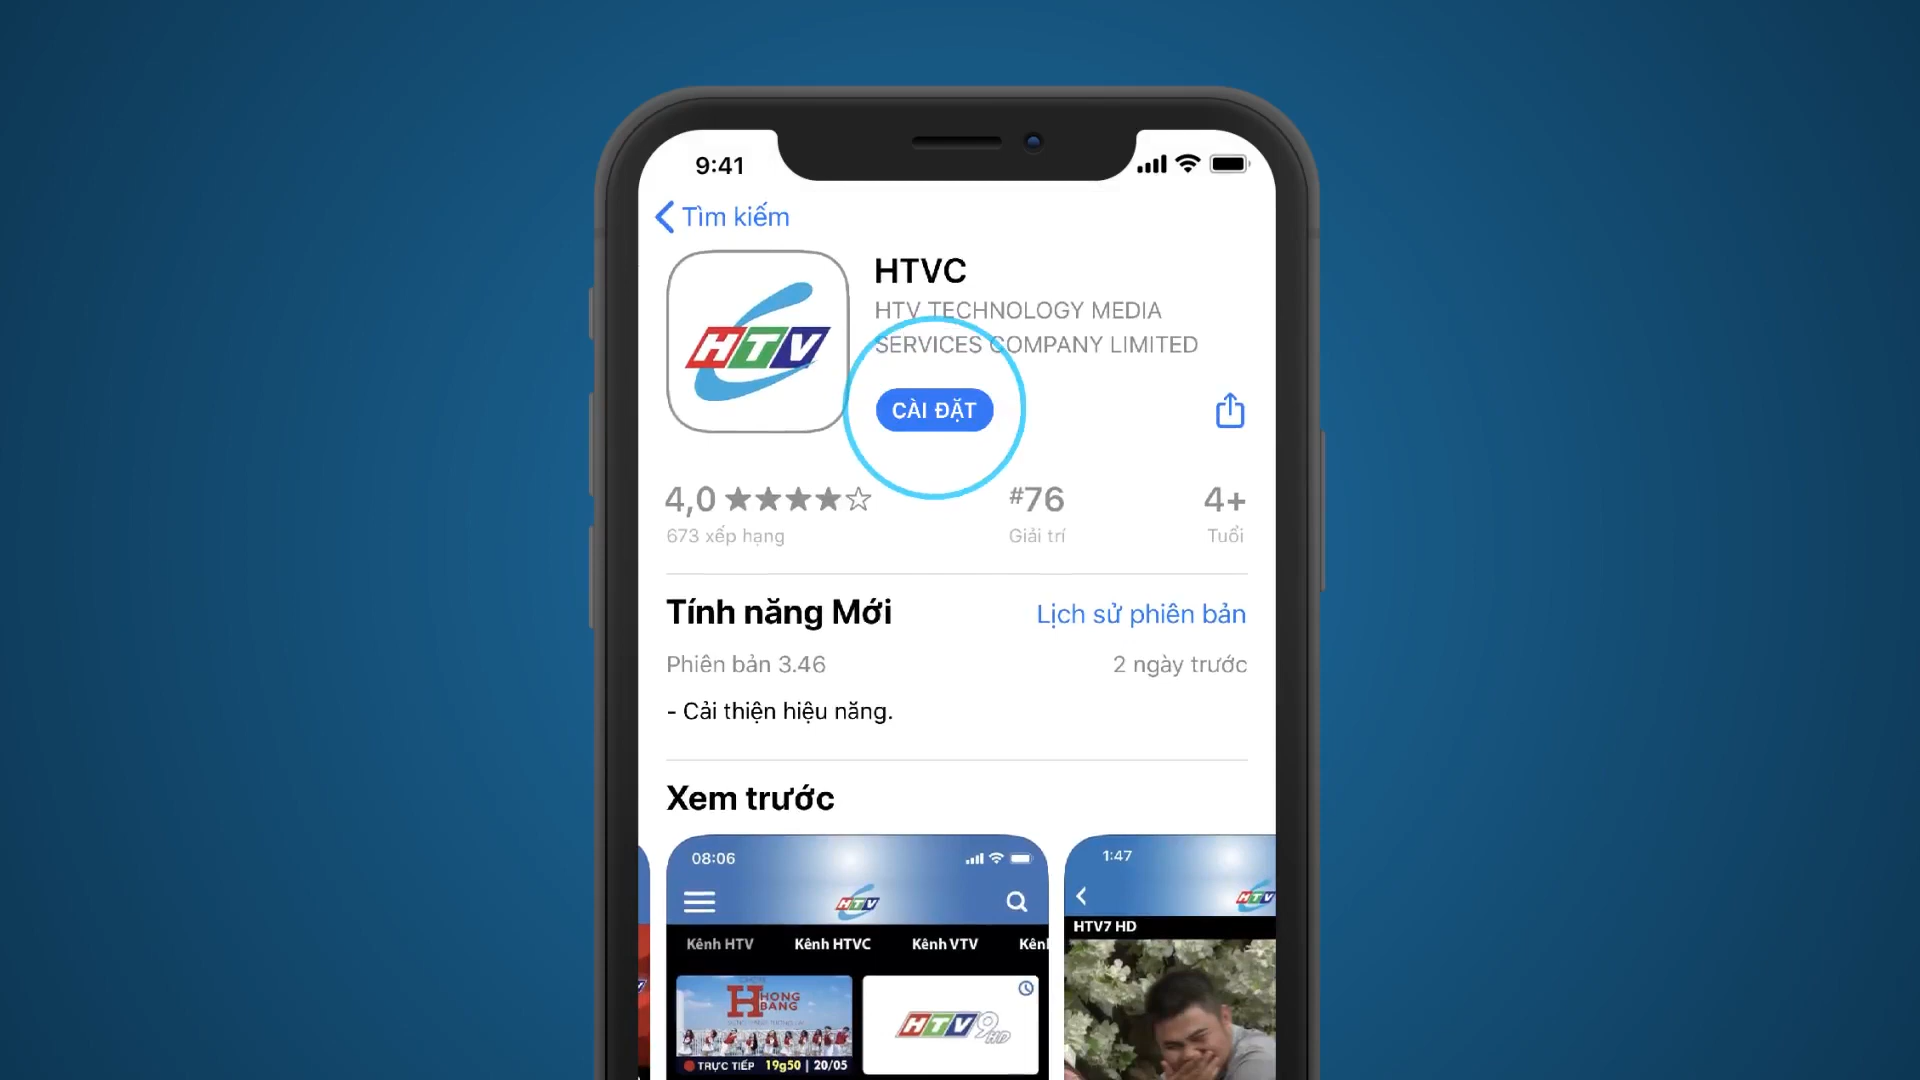 9:41
Tìm kiếm
HTV
HTVC
HTV TECHNOLOGY MEDIA
SERVICES COMPANY LIMITED
CÀI ĐẶT
4,0
673 xếp hạng
#76
Giải trí
4+
Tuổi
Tính năng Mới
Lịch sử phiên bản
Phiên bản 3.46
2 ngày trước
- Cải thiện hiệu năng.
Xem trước
08:06
HTV
Kênh HTV
Kênh HTVC
Kênh VTV
HONG
BANG
TRỰC TIẾP 19g50 | 20/05
HTV9 HD
1:47
HTV
HTV7 HD